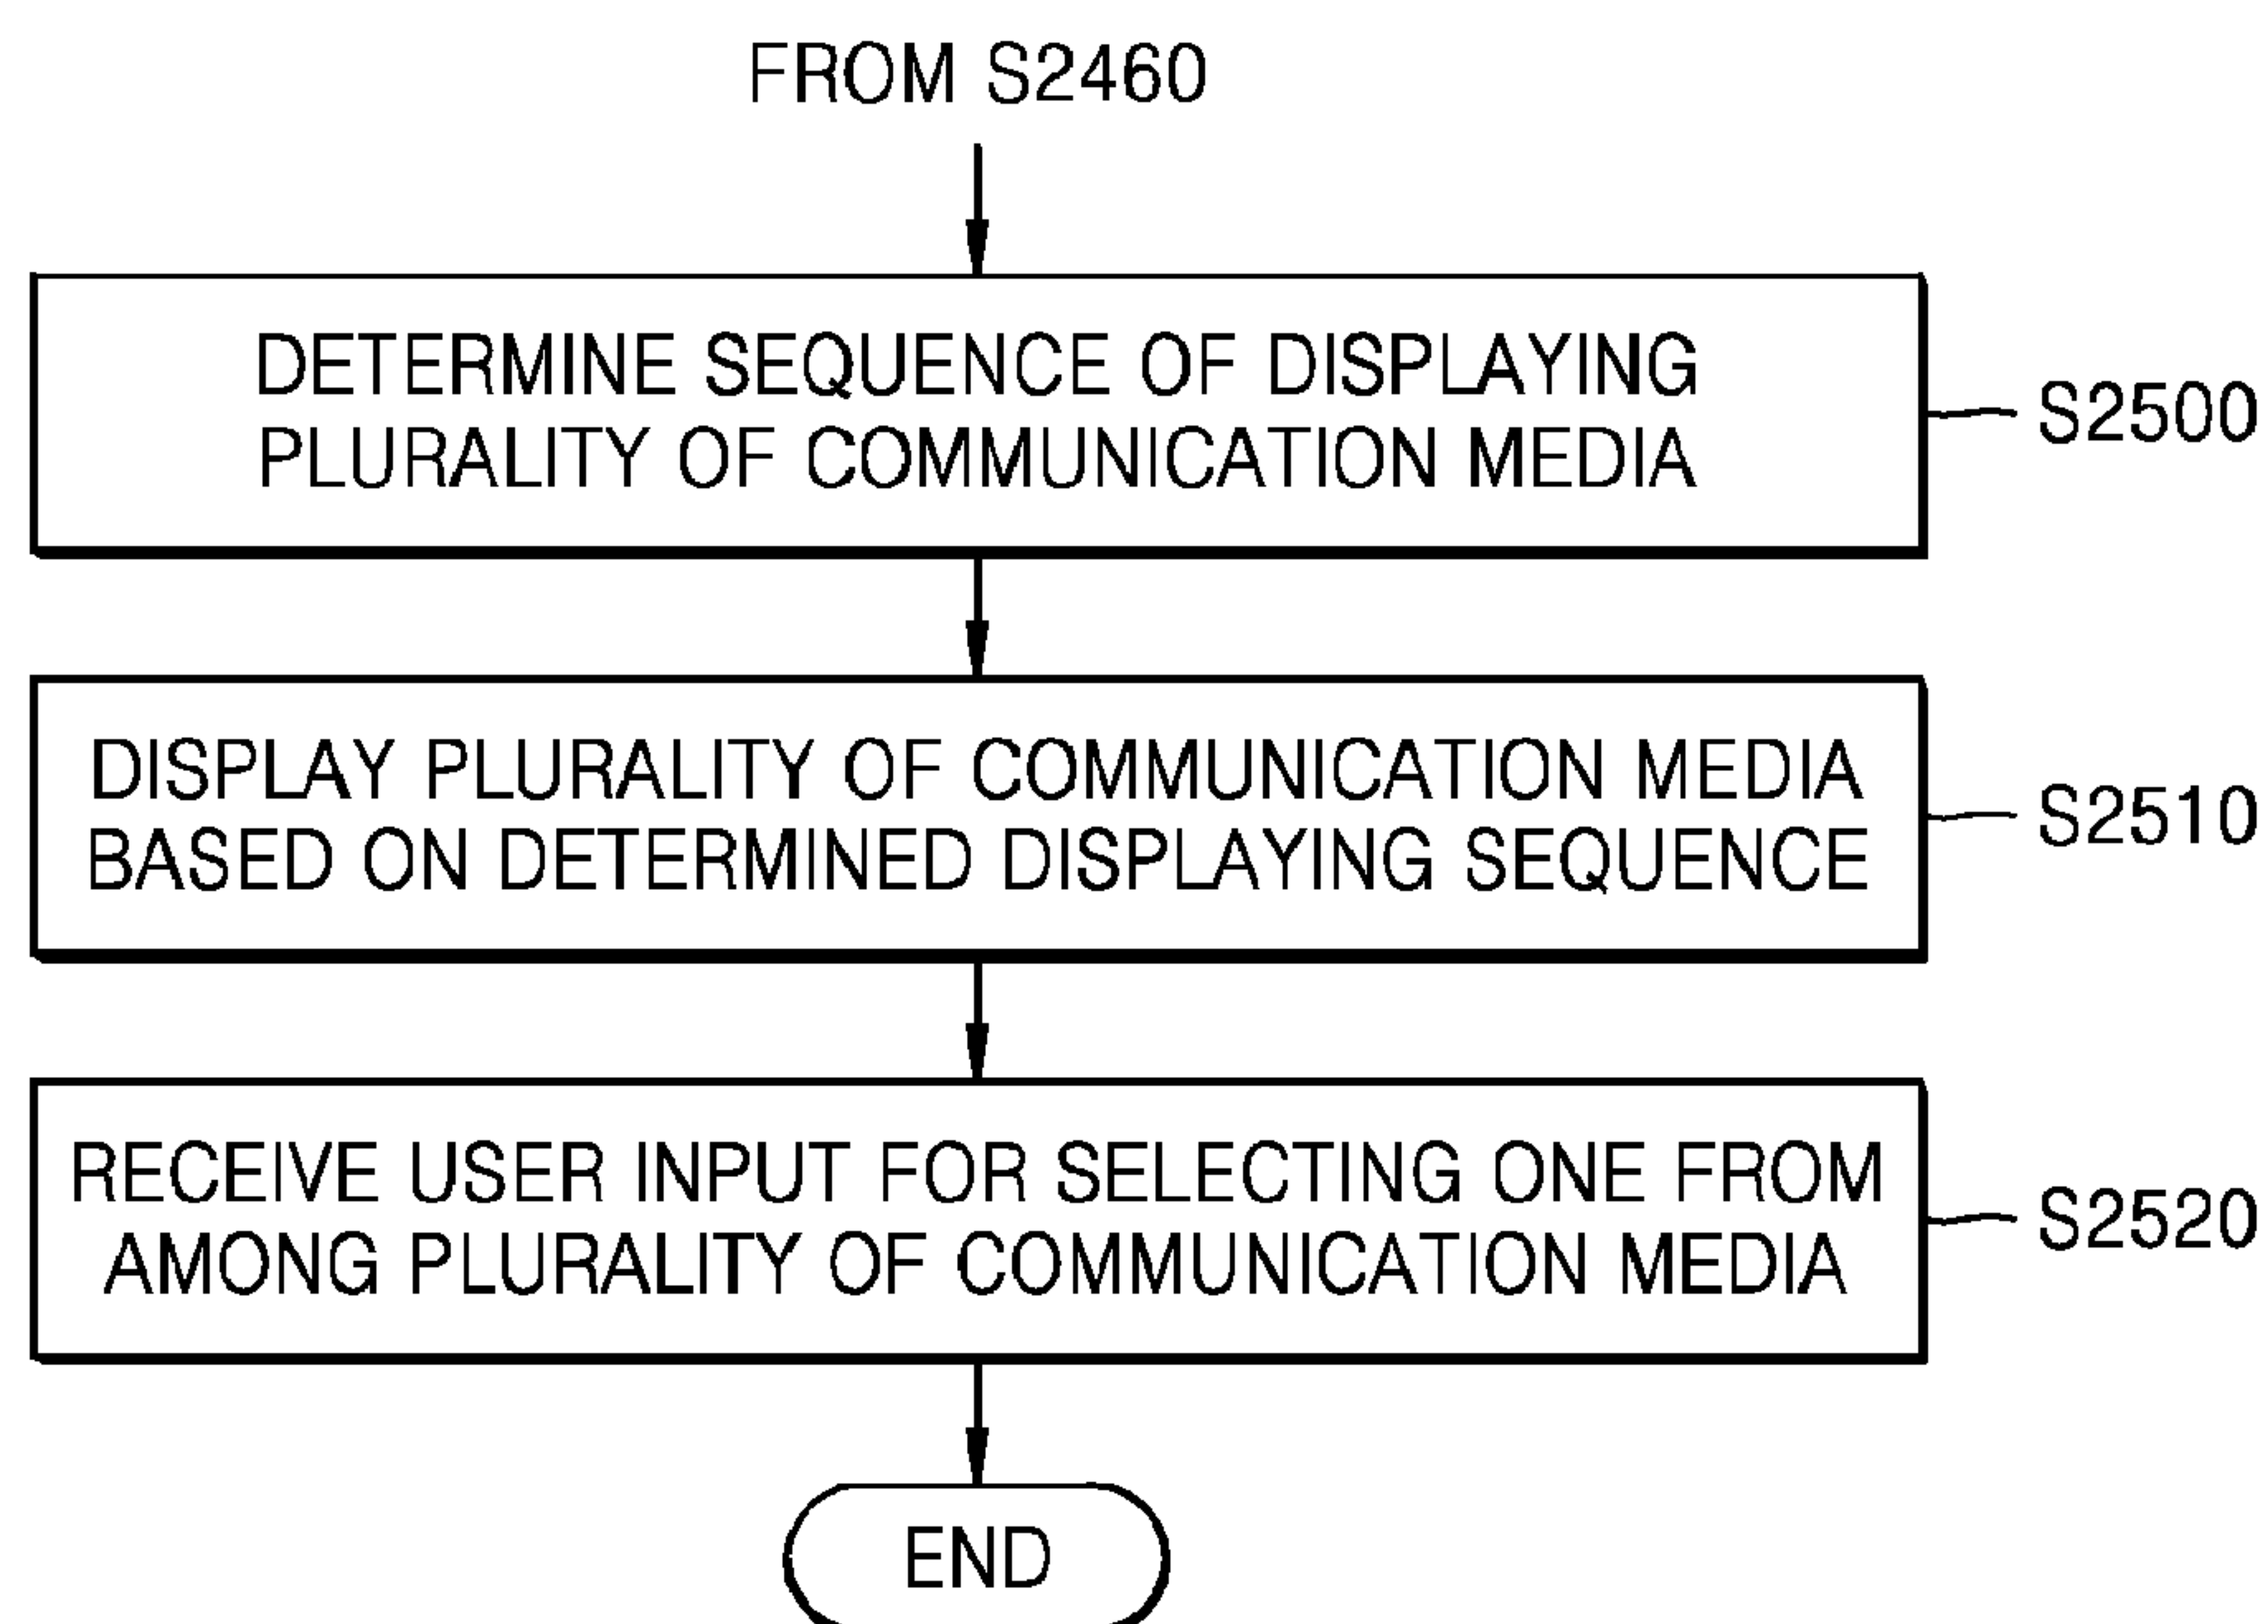 FROM S2460
DETERMINE SEQUENCE OF DISPLAYING
PLURALITY OF COMMUNICATION MEDIA
S2500
DISPLAY PLURALITY OF COMMUNICATION MEDIA
BASED ON DETERMINED DISPLAYING SEQUENCE
S2510
RECEIVE USER INPUT FOR SELECTING ONE FROM
AMONG PLURALITY OF COMMUNICATION MEDIA
S2520
END